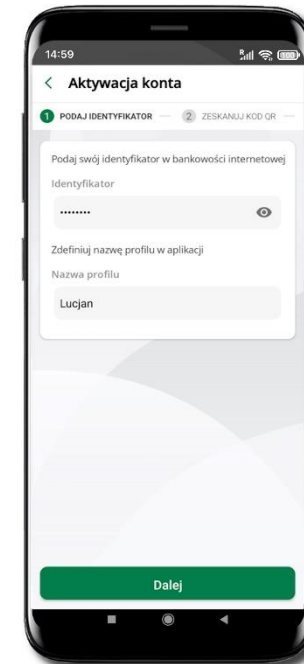 14:59
Aktywacja konta
1 PODAJ IDENTYFIKATOR 2 ZESKANUJ KOD QR
Podaj swój identyfikator w bankowości internetowej
Identyfikator
••••••••
Zdefiniuj nazwę profilu w aplikacji
Nazwa profilu
Lucjan
Dalej